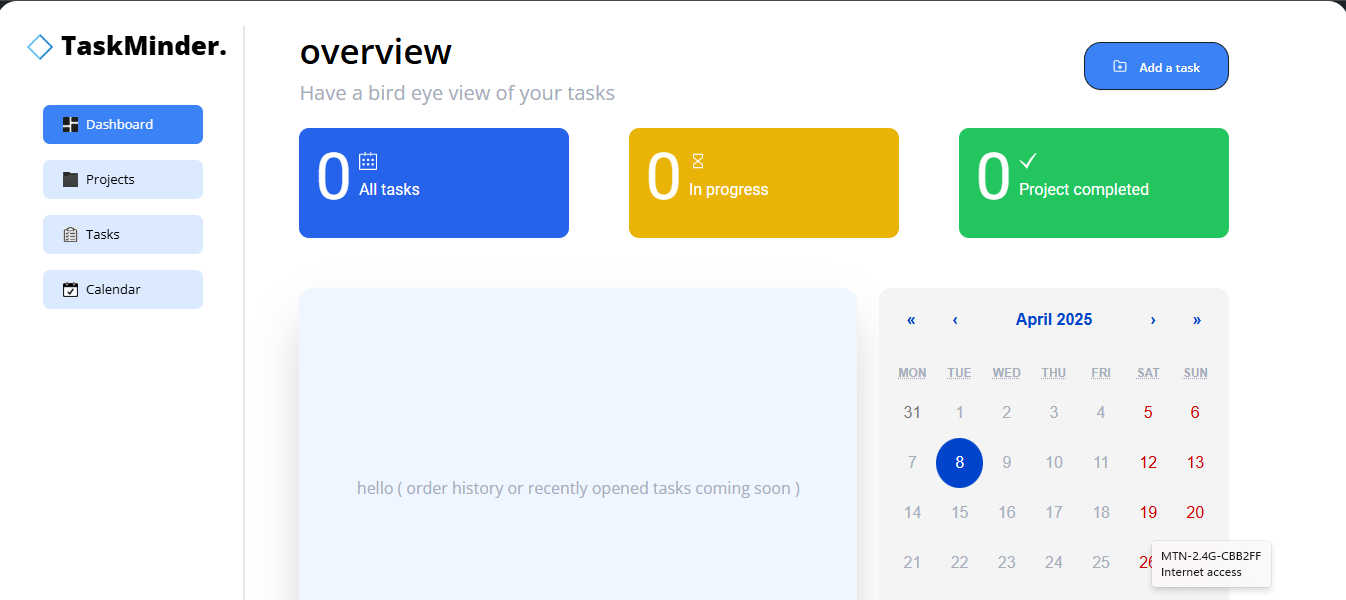 TaskMinder.
Dashboard
Projects
Tasks
Calendar
overview
Have a bird eye view of your tasks
Add a task
0 All tasks
0 In progress
0 Project completed
hello ( order history or recently opened tasks coming soon )
« ‹ April 2025 › »
MON TUE WED THU FRI SAT SUN
31 1 2 3 4 5 6
7 8 9 10 11 12 13
14 15 16 17 18 19 20
21 22 23 24 25
MTN-2.4G-CBB2FF
Internet access